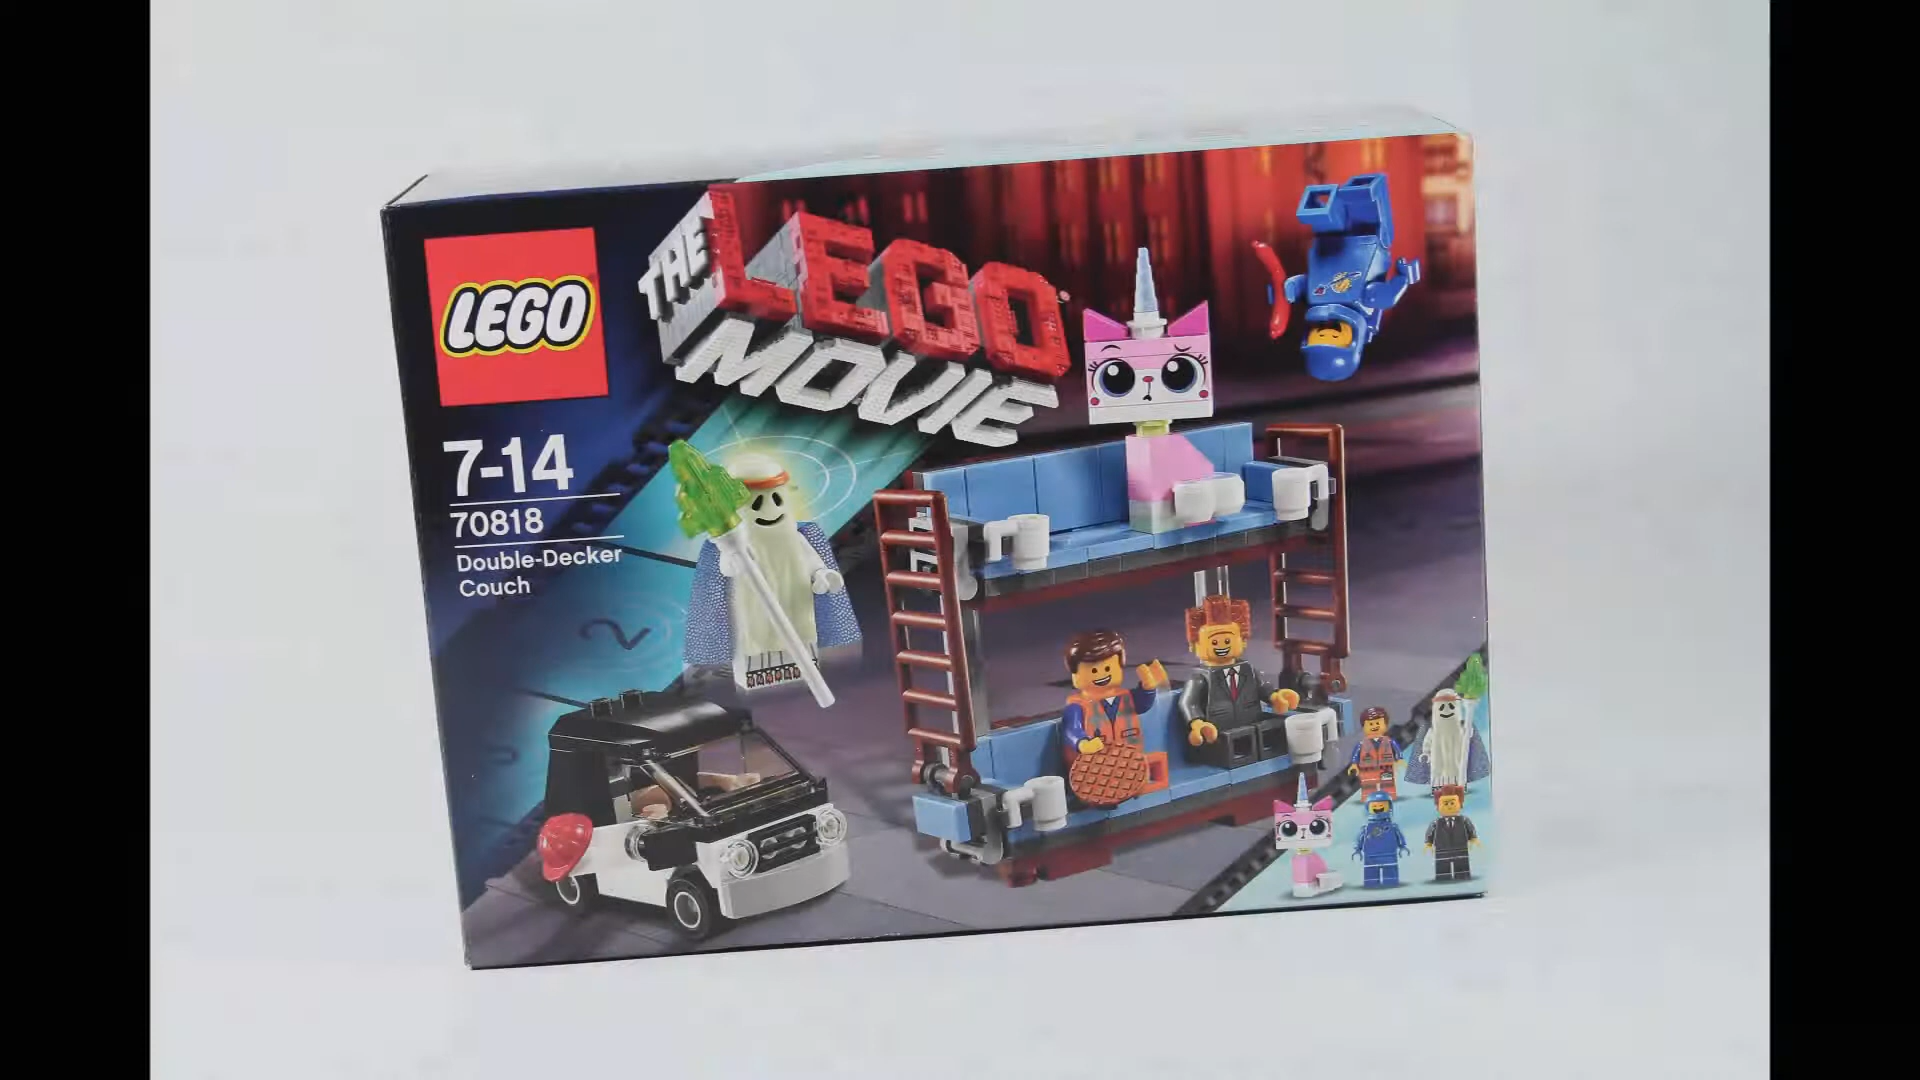 LEGO
THE LEGO
MOVIE
7-14
70818
Double-Decker
Couch